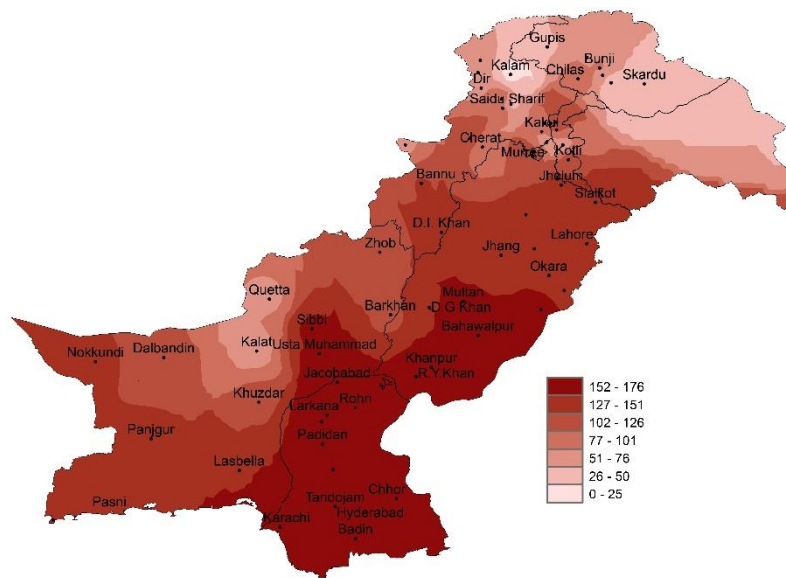 Gupis
Kalam
Chilas
Bunji
Skardu
Dir
Saidu Sharif
Kakul
Cherat
Murree
Kotli
Bannu
Jhelum
Sialkot
D.I. Khan
Zhob
Jhang
Lahore
Okara
Quetta
Multan
Barkhan
D.G.Khan
Sibbi
Bahawalpur
Nokkundi
Dalbandin
Kalat
Usta Muhammad
Khanpur
R.Y.Khan
Jacobabad
Khuzdar
Larkana
Rohn
Panjgur
Padidan
Lasbella
Pasni
Tandojam
Chhor
Hyderabad
Karachi
Badin
152 - 176
127 - 151
102 - 126
77 - 101
51 - 76
26 - 50
0 - 25